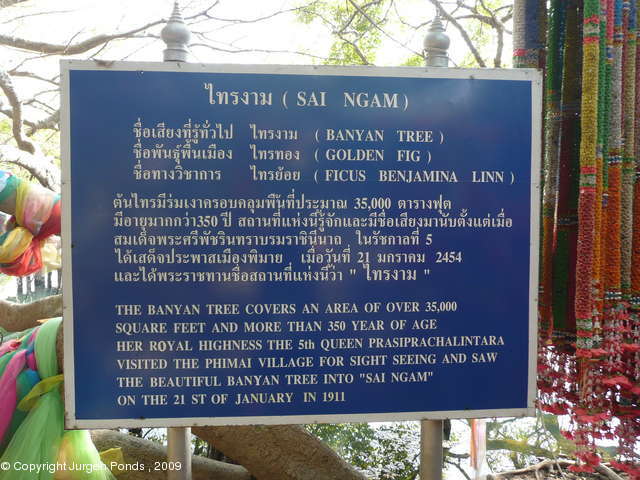 ไทรงาม ( SAI NGAM )
ชื่อเสียงที่รู้ทั่วไป ไทรงาม ( BANYAN TREE )
ชื่อพันธุ์พื้นเมือง ไทรทอง ( GOLDEN FIG )
ชื่อทางวิชาการ ไทรย้อย ( FICUS BENJAMINA LINN )
ต้นไทรมีร่มเงาครอบคลุมพื้นที่ประมาณ 35,000 ตารางฟุต
มีอายุมากกว่า350 ปี สถานที่แห่งนี้รู้จักและมีชื่อเสียงมานับตั้งแต่เมื่อ
สมเด็จพระศรีพัชรินทราบรมราชินีนาถ ในรัชกาลที่ 5
ได้เสด็จประพาสเมืองพิมาย เมื่อวันที่ 21 มกราคม 2454
และได้พระราชทานชื่อสถานที่แห่งนี้ว่า " ไทรงาม "
THE BANYAN TREE COVERS AN AREA OF OVER 35,000
SQUARE FEET AND MORE THAN 350 YEAR OF AGE
HER ROYAL HIGHNESS THE 5th QUEEN PRASIPRACHALINTARA
VISITED THE PHIMAI VILLAGE FOR SIGHT SEEING AND SAW
THE BEAUTIFUL BANYAN TREE INTO "SAI NGAM"
ON THE 21 ST OF JANUARY IN 1911
© Copyright Jurgen Fonds , 2009